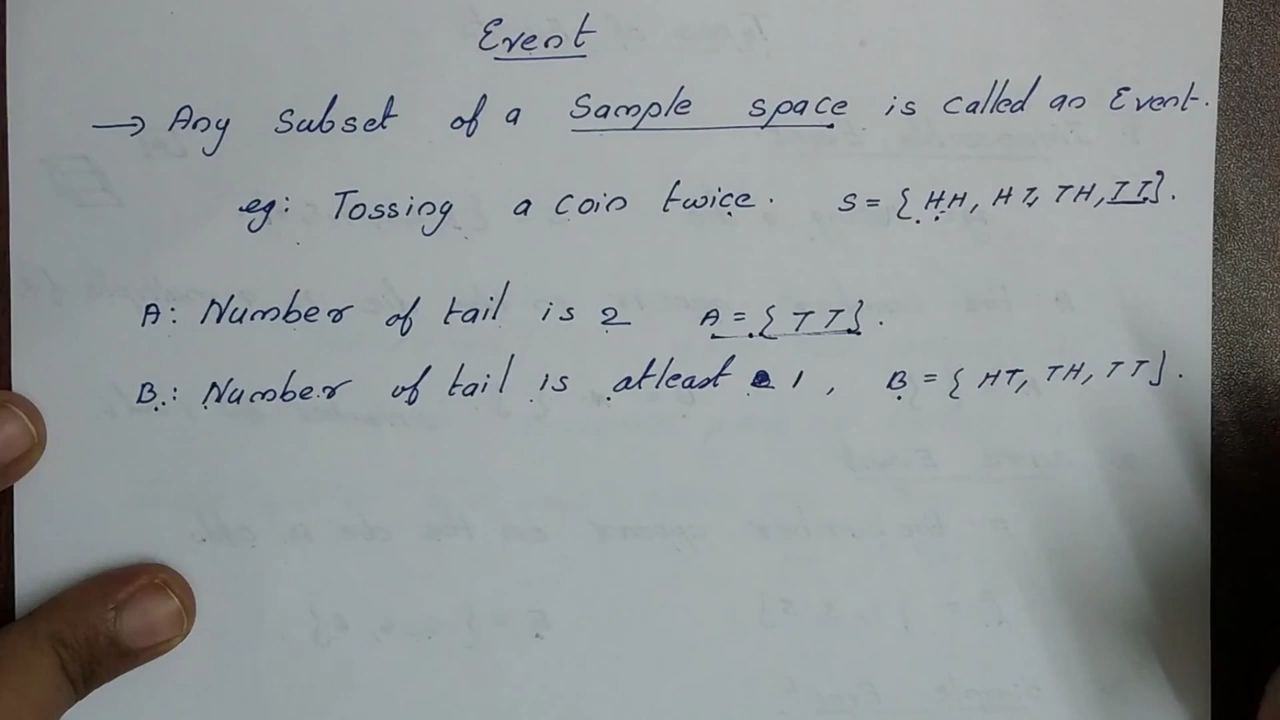 Event
→ Any Subset of a Sample space is called an Event.
eg: Tossing a coin twice. S = { HH, HT, TH, TT}.
A: Number of tail is 2 A = { TT}.
B: Number of tail is atleast 1, B = { HT, TH, TT}.